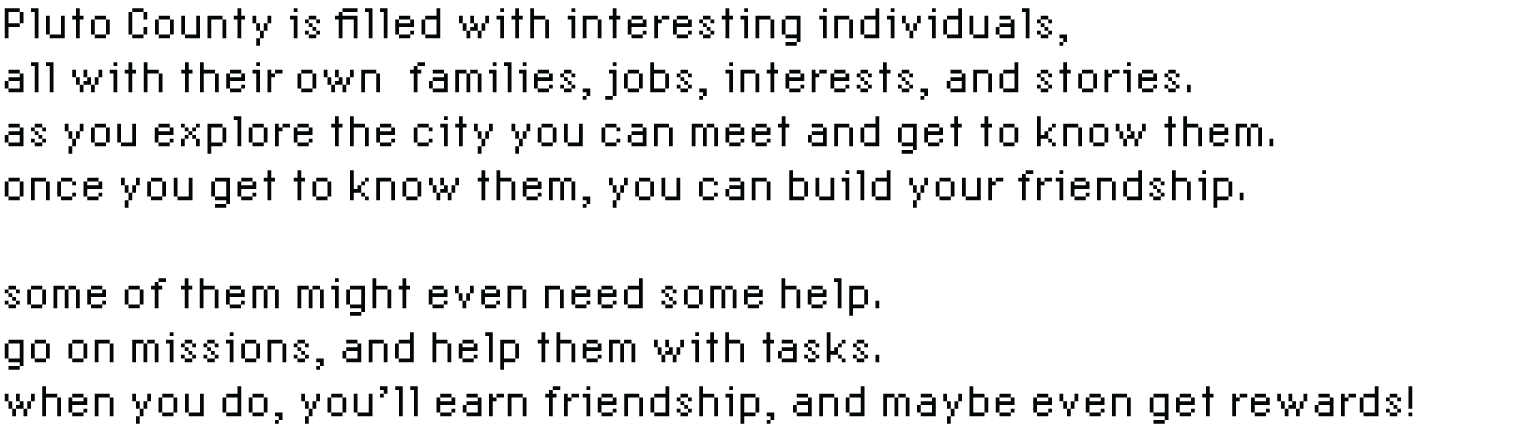 Pluto County is filled with interesting individuals,
all with their own  families, jobs, interests, and stories.
as you explore the city you can meet and get to know them.
once you get to know them, you can build your friendship.
some of them might even need some help.
go on missions, and help them with tasks.
when you do, you’ll earn friendship, and maybe even get rewards!